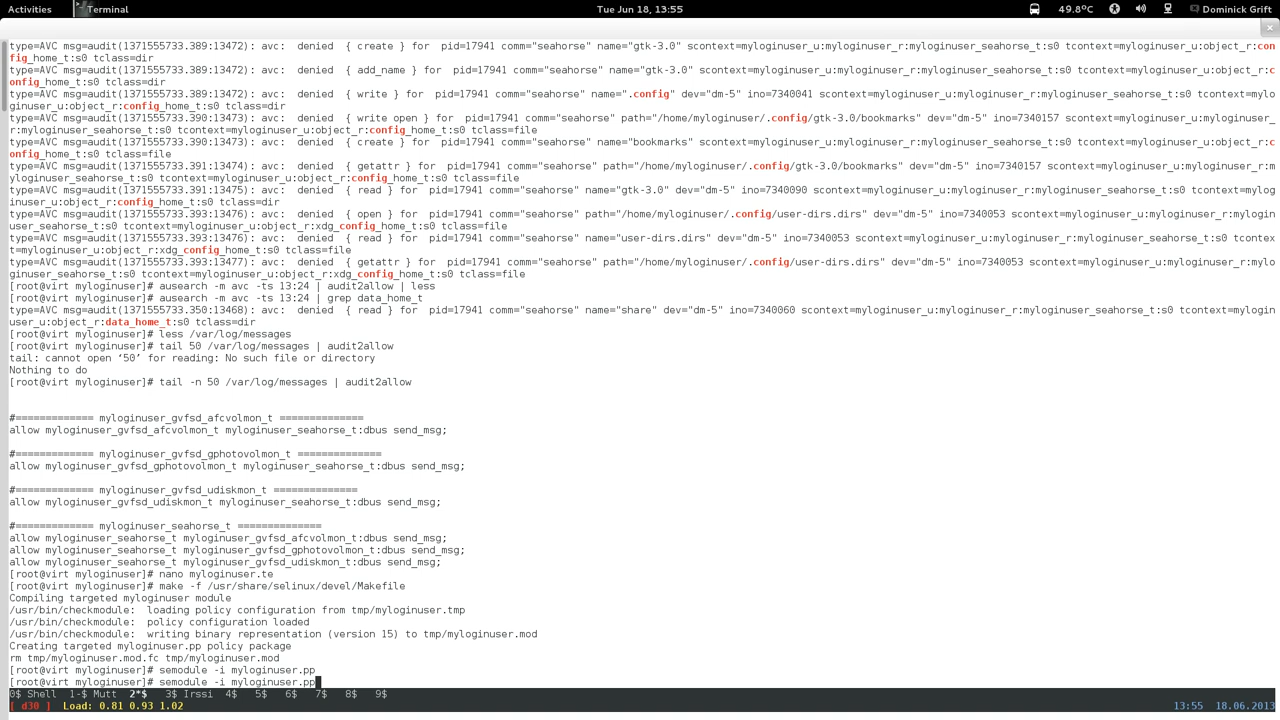 Activities
Terminal
Tue Jun 18, 13:55
49.8°C
Dominick Grift
type=AVC msg=audit(1371555733.389:13472): avc:  denied  { create } for  pid=17941 comm="seahorse" name="gtk-3.0" scontext=myloginuser_u:myloginuser_r:myloginuser_seahorse_t:s0 tcontext=myloginuser_u:object_r:con
fig_home_t:s0 tclass=dir
type=AVC msg=audit(1371555733.389:13472): avc:  denied  { add_name } for  pid=17941 comm="seahorse" name="gtk-3.0" scontext=myloginuser_u:myloginuser_r:myloginuser_seahorse_t:s0 tcontext=myloginuser_u:object_r:c
onfig_home_t:s0 tclass=dir
type=AVC msg=audit(1371555733.389:13472): avc:  denied  { write } for  pid=17941 comm="seahorse" name=".config" dev="dm-5" ino=7340041 scontext=myloginuser_u:myloginuser_r:myloginuser_seahorse_t:s0 tcontext=mylo
ginuser_u:object_r:config_home_t:s0 tclass=dir
type=AVC msg=audit(1371555733.390:13473): avc:  denied  { write open } for  pid=17941 comm="seahorse" path="/home/myloginuser/.config/gtk-3.0/bookmarks" dev="dm-5" ino=7340157 scontext=myloginuser_u:myloginuser_
r:myloginuser_seahorse_t:s0 tcontext=myloginuser_u:object_r:config_home_t:s0 tclass=file
type=AVC msg=audit(1371555733.390:13473): avc:  denied  { create } for  pid=17941 comm="seahorse" name="bookmarks" scontext=myloginuser_u:myloginuser_r:myloginuser_seahorse_t:s0 tcontext=myloginuser_u:object_r:c
onfig_home_t:s0 tclass=file
type=AVC msg=audit(1371555733.391:13474): avc:  denied  { getattr } for  pid=17941 comm="seahorse" path="/home/myloginuser/.config/gtk-3.0/bookmarks" dev="dm-5" ino=7340157 scontext=myloginuser_u:myloginuser_r:m
yloginuser_seahorse_t:s0 tcontext=myloginuser_u:object_r:config_home_t:s0 tclass=file
type=AVC msg=audit(1371555733.391:13475): avc:  denied  { read } for  pid=17941 comm="seahorse" name="gtk-3.0" dev="dm-5" ino=7340090 scontext=myloginuser_u:myloginuser_r:myloginuser_seahorse_t:s0 tcontext=mylog
inuser_u:object_r:config_home_t:s0 tclass=dir
type=AVC msg=audit(1371555733.393:13476): avc:  denied  { open } for  pid=17941 comm="seahorse" path="/home/myloginuser/.config/user-dirs.dirs" dev="dm-5" ino=7340053 scontext=myloginuser_u:myloginuser_r:mylogin
user_seahorse_t:s0 tcontext=myloginuser_u:object_r:xdg_config_home_t:s0 tclass=file
type=AVC msg=audit(1371555733.393:13476): avc:  denied  { read } for  pid=17941 comm="seahorse" name="user-dirs.dirs" dev="dm-5" ino=7340053 scontext=myloginuser_u:myloginuser_r:myloginuser_seahorse_t:s0 tcontex
t=myloginuser_u:object_r:xdg_config_home_t:s0 tclass=file
type=AVC msg=audit(1371555733.393:13477): avc:  denied  { getattr } for  pid=17941 comm="seahorse" path="/home/myloginuser/.config/user-dirs.dirs" dev="dm-5" ino=7340053 scontext=myloginuser_u:myloginuser_r:mylo
ginuser_seahorse_t:s0 tcontext=myloginuser_u:object_r:xdg_config_home_t:s0 tclass=file
[root@virt myloginuser]# ausearch -m avc -ts 13:24 | audit2allow | less
[root@virt myloginuser]# ausearch -m avc -ts 13:24 | grep data_home_t
type=AVC msg=audit(1371555733.350:13468): avc:  denied  { read } for  pid=17941 comm="seahorse" name="share" dev="dm-5" ino=7340060 scontext=myloginuser_u:myloginuser_r:myloginuser_seahorse_t:s0 tcontext=mylogin
user_u:object_r:data_home_t:s0 tclass=dir
[root@virt myloginuser]# less /var/log/messages
[root@virt myloginuser]# tail 50 /var/log/messages | audit2allow
tail: cannot open ‘50’ for reading: No such file or directory
Nothing to do
[root@virt myloginuser]# tail -n 50 /var/log/messages | audit2allow
#============= myloginuser_gvfsd_afcvolmon_t ==============
allow myloginuser_gvfsd_afcvolmon_t myloginuser_seahorse_t:dbus send_msg;
#============= myloginuser_gvfsd_gphotovolmon_t ==============
allow myloginuser_gvfsd_gphotovolmon_t myloginuser_seahorse_t:dbus send_msg;
#============= myloginuser_gvfsd_udiskmon_t ==============
allow myloginuser_gvfsd_udiskmon_t myloginuser_seahorse_t:dbus send_msg;
#============= myloginuser_seahorse_t ==============
allow myloginuser_seahorse_t myloginuser_gvfsd_afcvolmon_t:dbus send_msg;
allow myloginuser_seahorse_t myloginuser_gvfsd_gphotovolmon_t:dbus send_msg;
allow myloginuser_seahorse_t myloginuser_gvfsd_udiskmon_t:dbus send_msg;
[root@virt myloginuser]# nano myloginuser.te
[root@virt myloginuser]# make -f /usr/share/selinux/devel/Makefile
Compiling targeted myloginuser module
/usr/bin/checkmodule:  loading policy configuration from tmp/myloginuser.tmp
/usr/bin/checkmodule:  policy configuration loaded
/usr/bin/checkmodule:  writing binary representation (version 15) to tmp/myloginuser.mod
Creating targeted myloginuser.pp policy package
rm tmp/myloginuser.mod.fc tmp/myloginuser.mod
[root@virt myloginuser]# semodule -i myloginuser.pp
[root@virt myloginuser]# semodule -i myloginuser.pp
0$ Shell  1-$ Mutt  2*$  3$ Irssi  4$  5$  6$  7$  8$  9$
[ d30 ]  Load: 0.81 0.93 1.02
13:55  18.06.2013